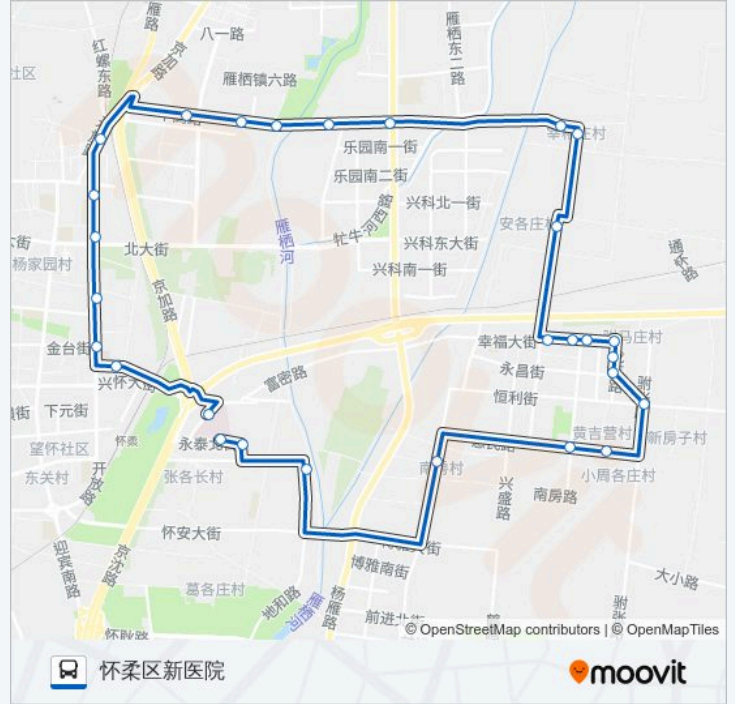 雁路
京加路
八一路
雁栖东二路
红螺东路
社区
雁栖镇六路
乐园南一街
乐园南二街
兴科北一街
安各庄村
牤牛河西路
兴科东大街
兴科南一街
通怀路
雁栖河
北大街
杨家园村
京加路
金台街
兴怀大街
富密路
幸福大街
永昌街
恒利街
下元街
怀柔
望怀社区
东关村
开放路
张各长村
黄吉营村
新房子村
小周各庄村
兴盛路
南房路
怀安大街
博雅南街
迎宾南路
京沈路
葛各庄村
地和路
雁栖河
杨雁路
前进北街
大小路
怀耿路
© OpenStreetMap contributors | © OpenMapTiles
怀柔区新医院
moovit